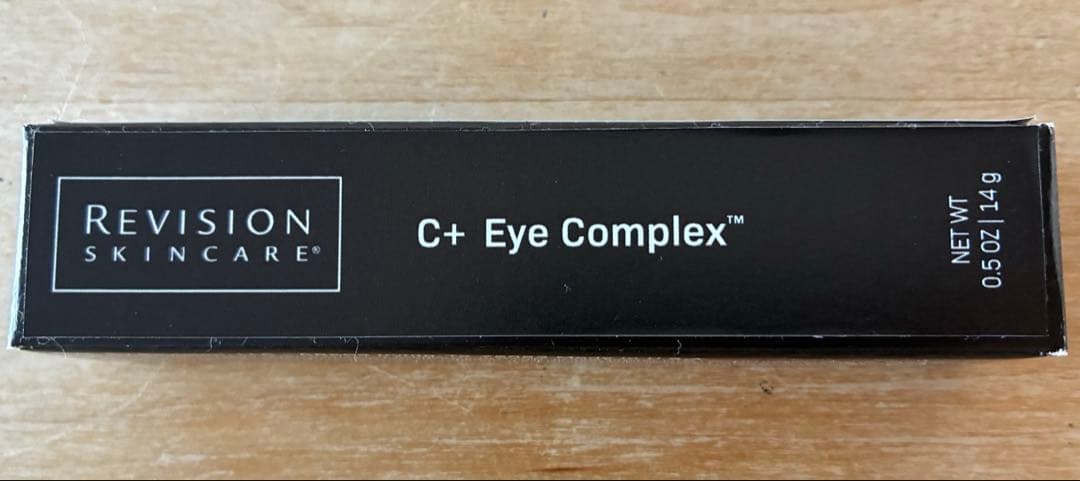 REVISION
SKINCARE®
C+ Eye Complex™
NET WT
0.5 OZ | 14 g